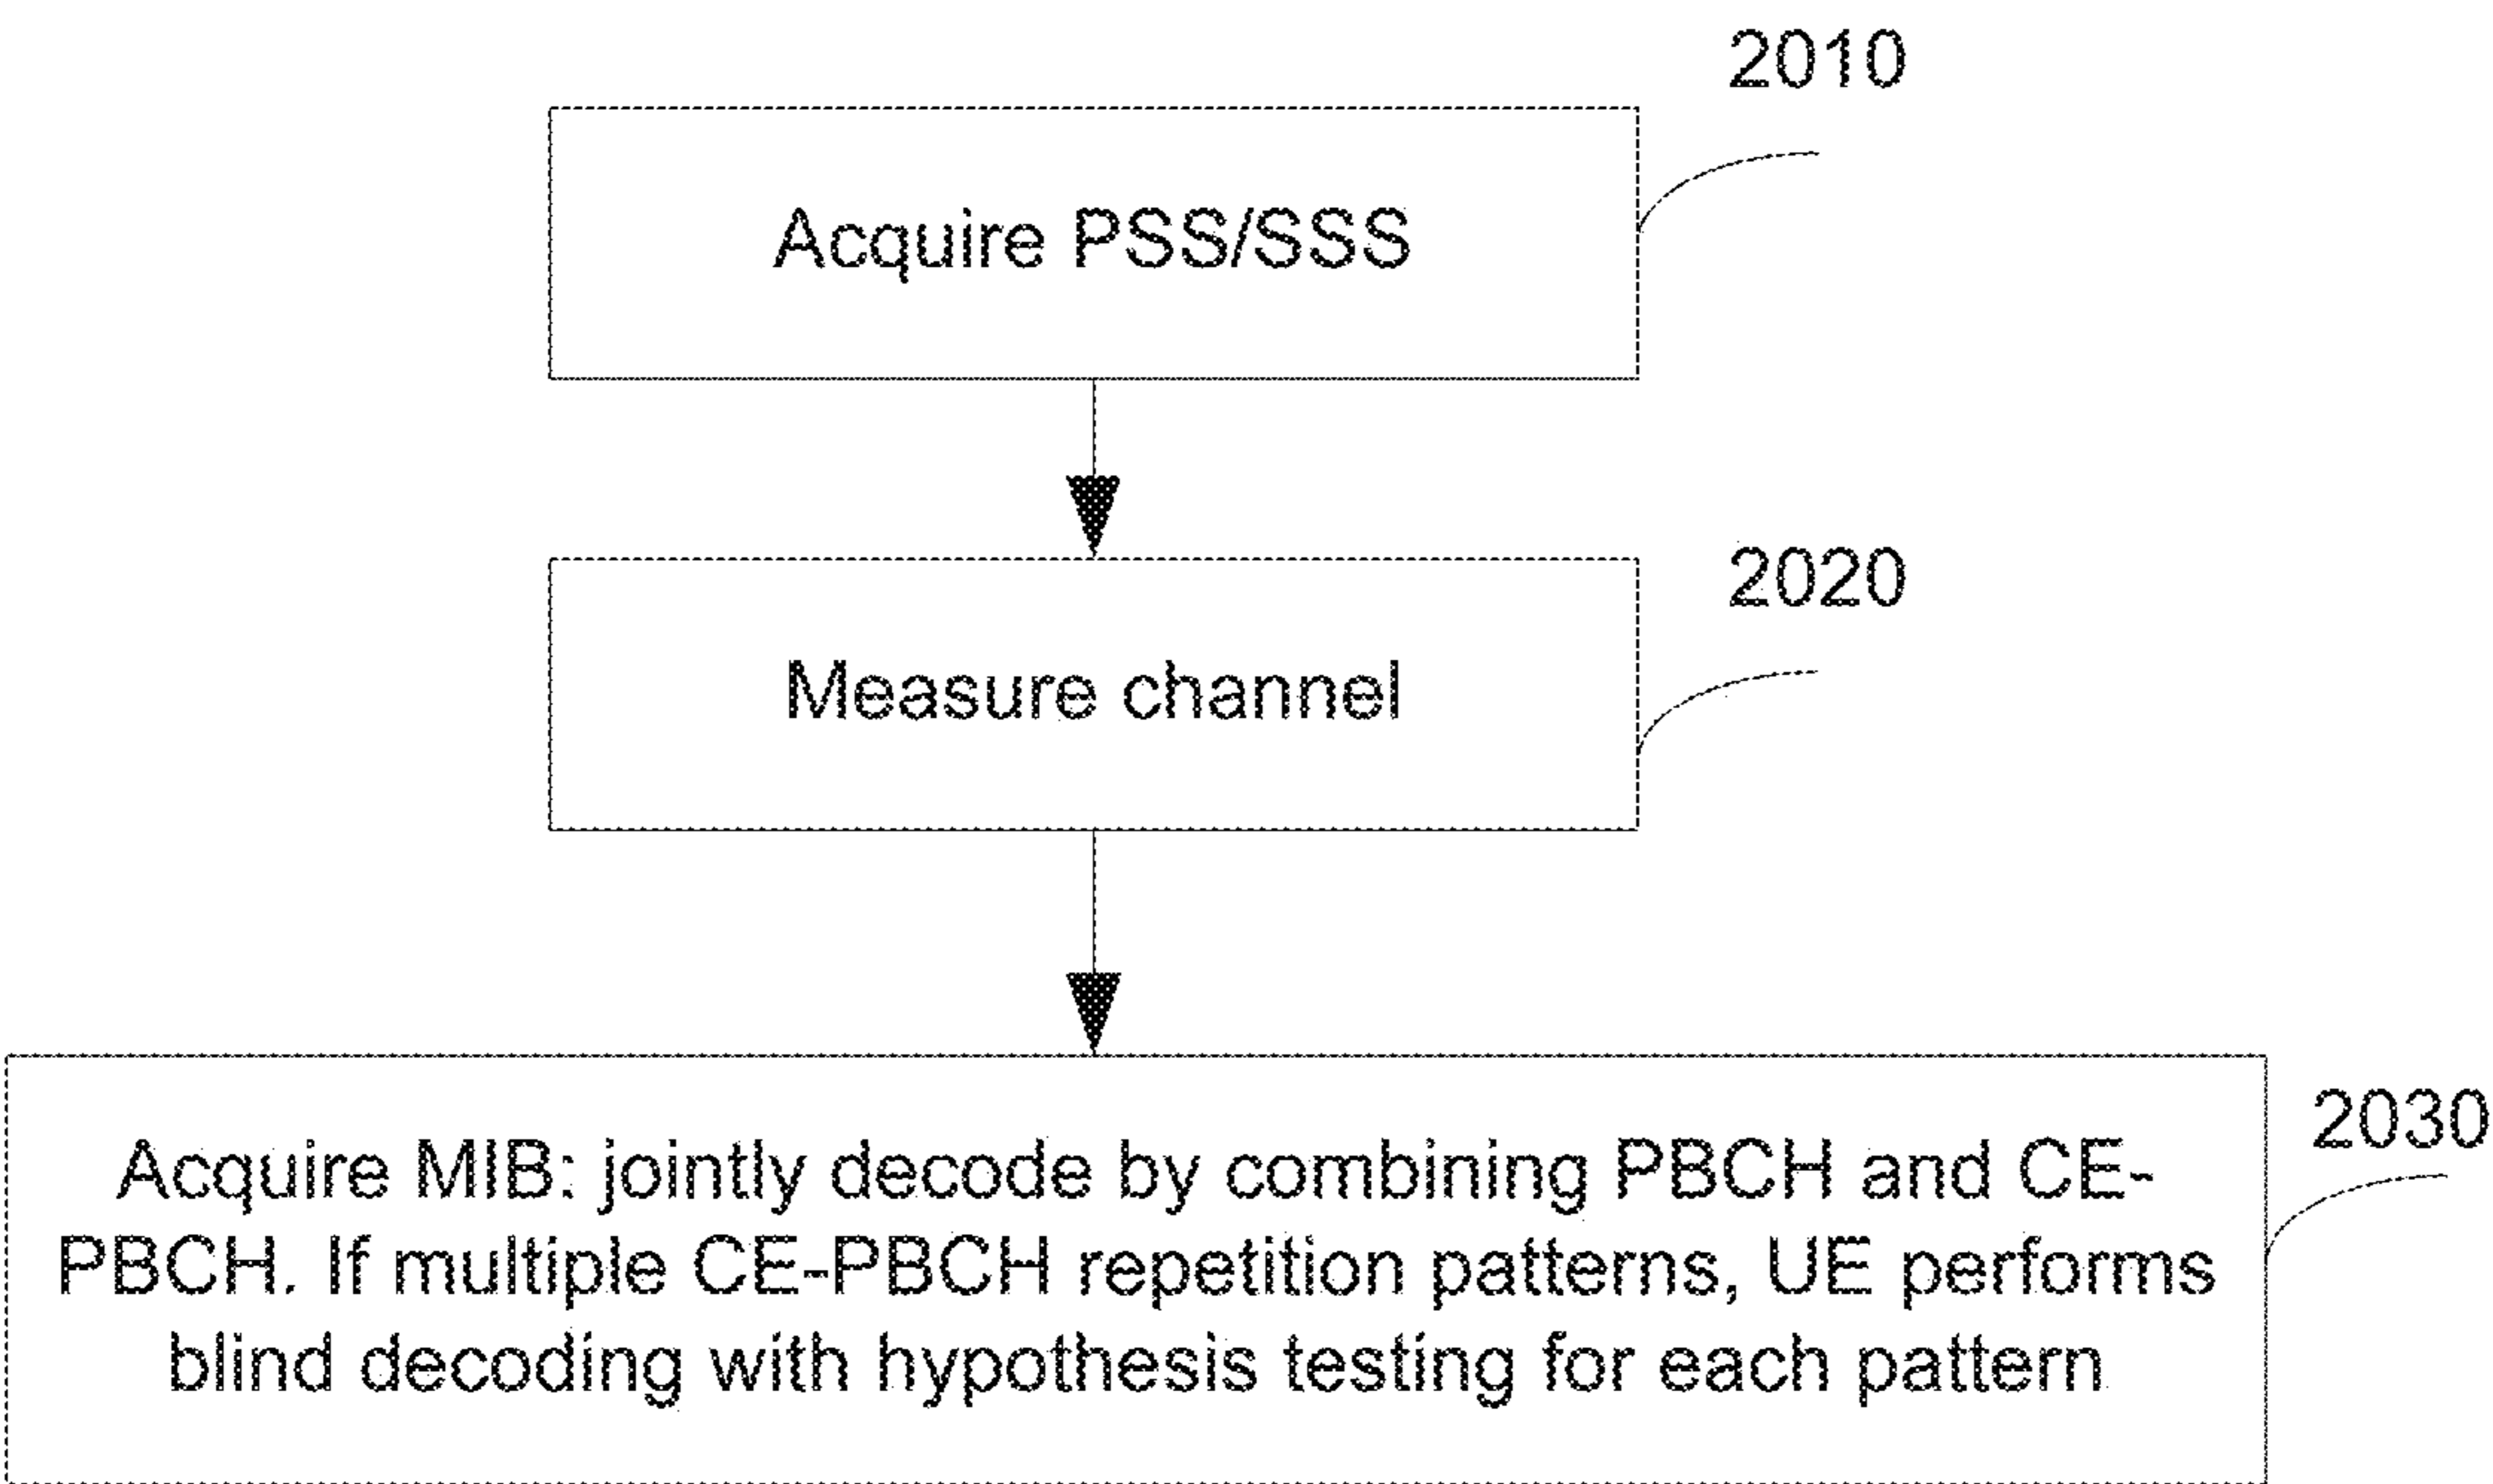 2010
Acquire PSS/SSS
2020
Measure channel
2030
Acquire MIB: jointly decode by combining PBCH and CE-
PBCH. If multiple CE-PBCH repetition patterns, UE performs
blind decoding with hypothesis testing for each pattern